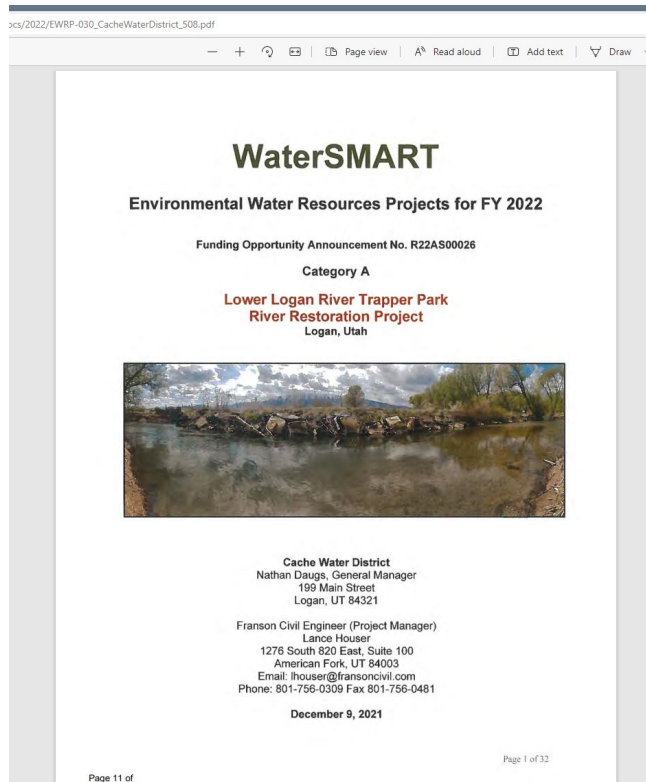 ocs/2022/EWRP-030_CacheWaterDistrict_508.pdf
Page view | A Read aloud | T Add text | Draw
WaterSMART
Environmental Water Resources Projects for FY 2022
Funding Opportunity Announcement No. R22AS00026
Category A
Lower Logan River Trapper Park
River Restoration Project
Logan, Utah
Cache Water District
Nathan Daugs, General Manager
199 Main Street
Logan, UT 84321
Franson Civil Engineer (Project Manager)
Lance Houser
1276 South 820 East, Suite 100
American Fork, UT 84003
Email: lhouser@fransoncivil.com
Phone: 801-756-0309 Fax 801-756-0481
December 9, 2021
Page 1 of 32
Page 11 of